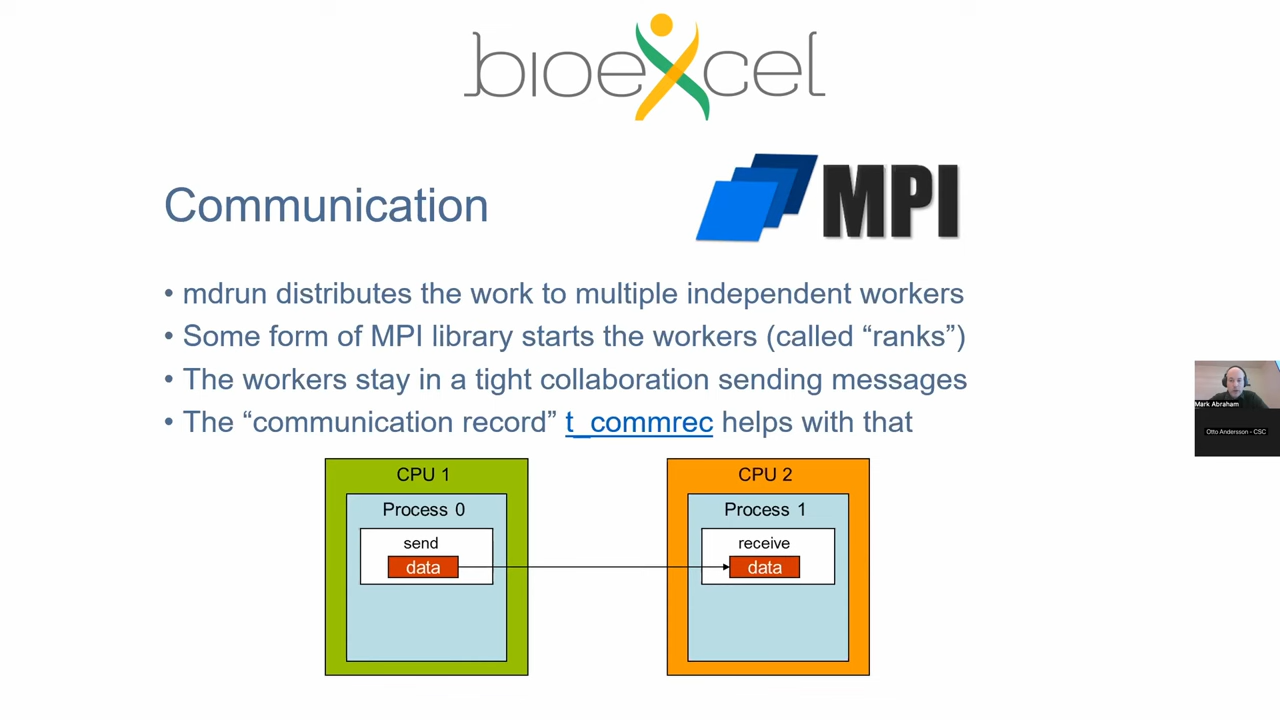 bioexcel
MPI
Communication
• mdrun distributes the work to multiple independent workers
• Some form of MPI library starts the workers (called “ranks”)
• The workers stay in a tight collaboration sending messages
• The “communication record” t_commrec helps with that
CPU 1
Process 0
send
data
CPU 2
Process 1
receive
data
Mark Abraham
Otto Andersson - CSC